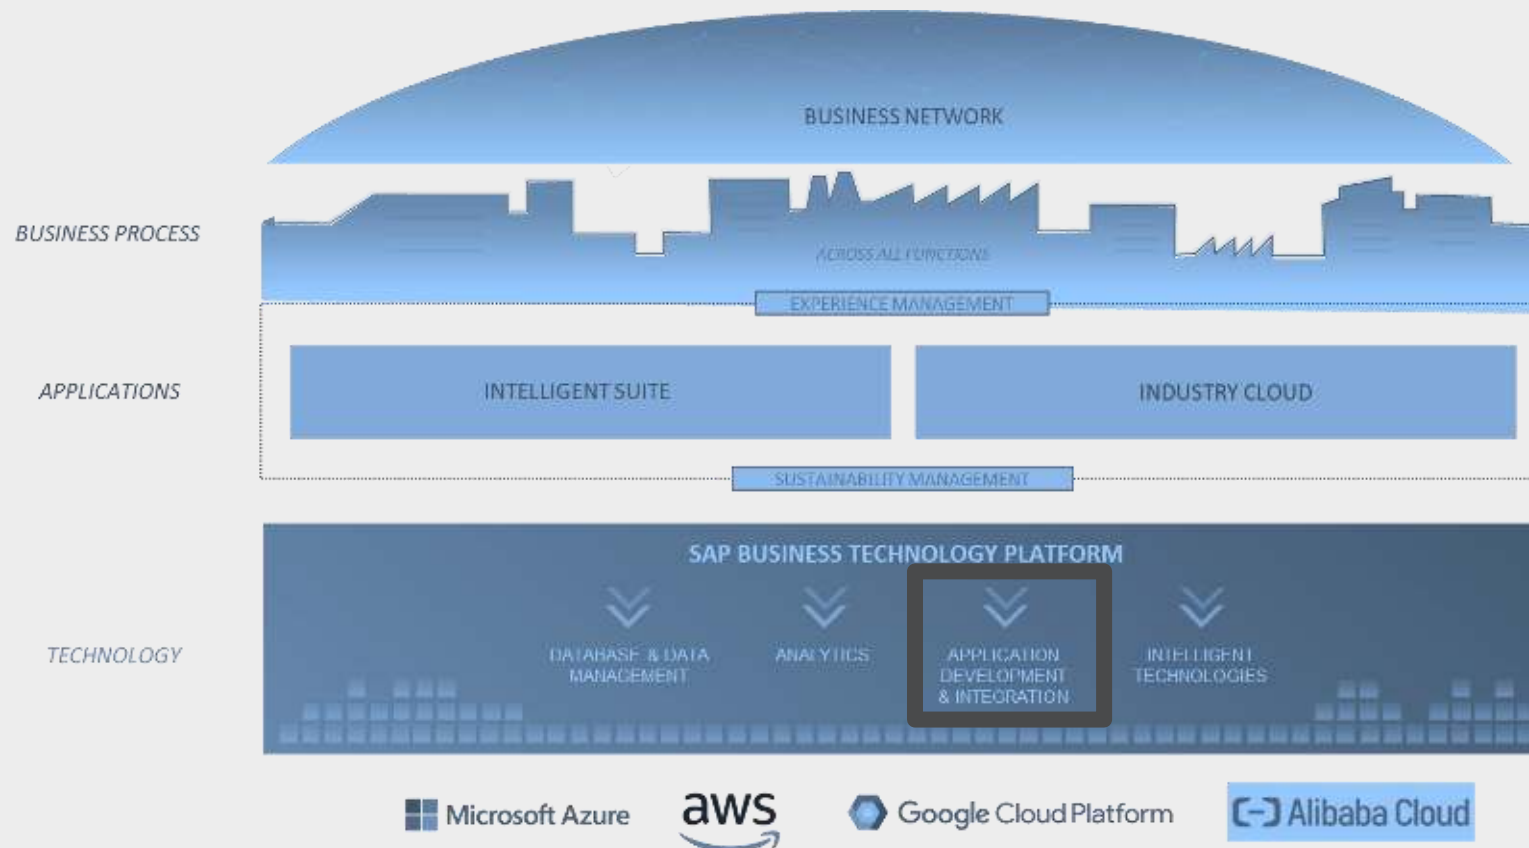 BUSINESS NETWORK
BUSINESS PROCESS
ACROSS ALL FUNCTIONS
EXPERIENCE MANAGEMENT
APPLICATIONS
INTELLIGENT SUITE
INDUSTRY CLOUD
SUSTAINABILITY MANAGEMENT
SAP BUSINESS TECHNOLOGY PLATFORM
TECHNOLOGY
DATABASE & DATA
MANAGEMENT
ANALYTICS
APPLICATION
DEVELOPMENT
& INTEGRATION
INTELLIGENT
TECHNOLOGIES
Microsoft Azure
aws
Google Cloud Platform
Alibaba Cloud